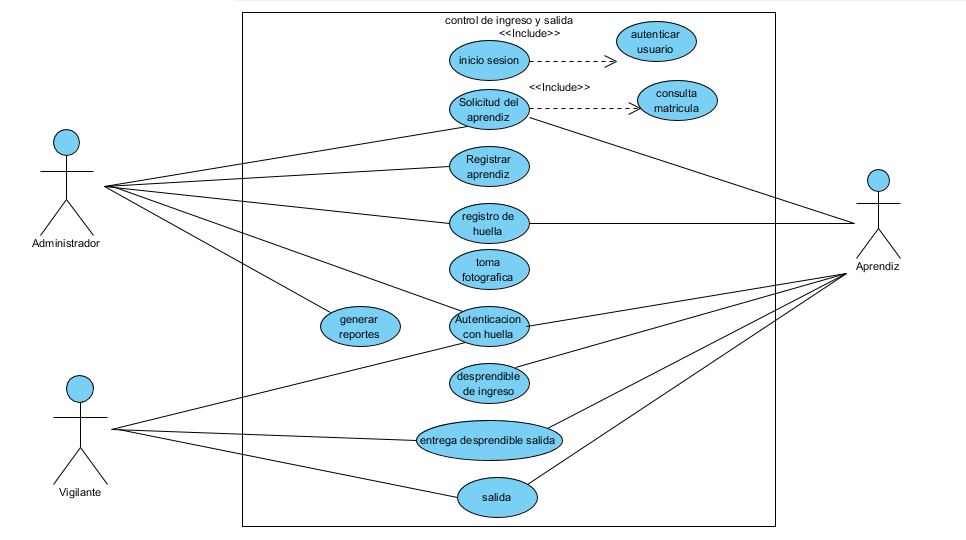 control de ingreso y salida
<<Include>>
inicio sesion
autenticar
usuario
<<Include>>
Solicitud del
aprendiz
consulta
matricula
Registrar
aprendiz
registro de
huella
toma
fotografica
Administrador
Aprendiz
generar
reportes
Autenticacion
con huella
desprendible
de ingreso
entrega desprendible salida
salida
Vigilante